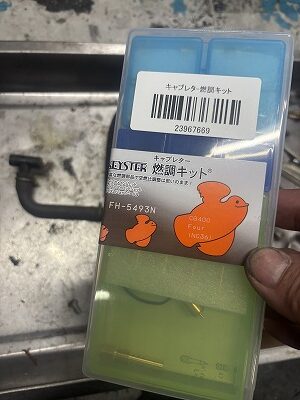 キャブレター燃調キット
23967669
KEYSTER
キャブレター
燃調キット®
FH-5493N
CB400
Four
(NC36)